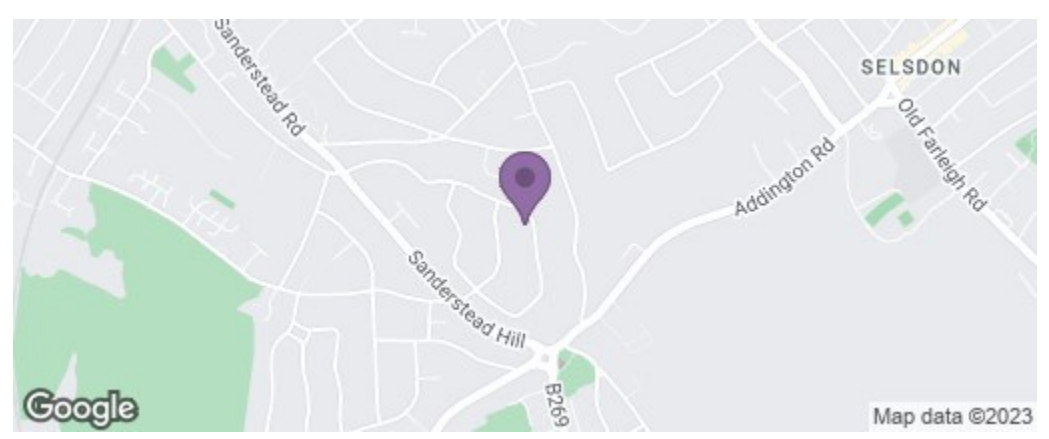 Sanderstead Rd
SELSDON
Old Farleigh Rd
Addington Rd
Sanderstead Hill
B269
Google
Map data ©2023